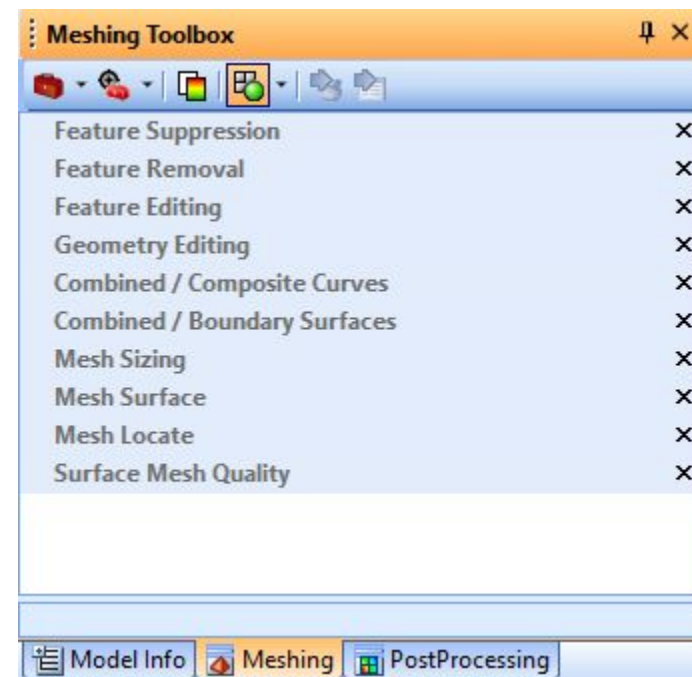 Meshing Toolbox
Feature Suppression
Feature Removal
Feature Editing
Geometry Editing
Combined / Composite Curves
Combined / Boundary Surfaces
Mesh Sizing
Mesh Surface
Mesh Locate
Surface Mesh Quality
Model Info Meshing PostProcessing